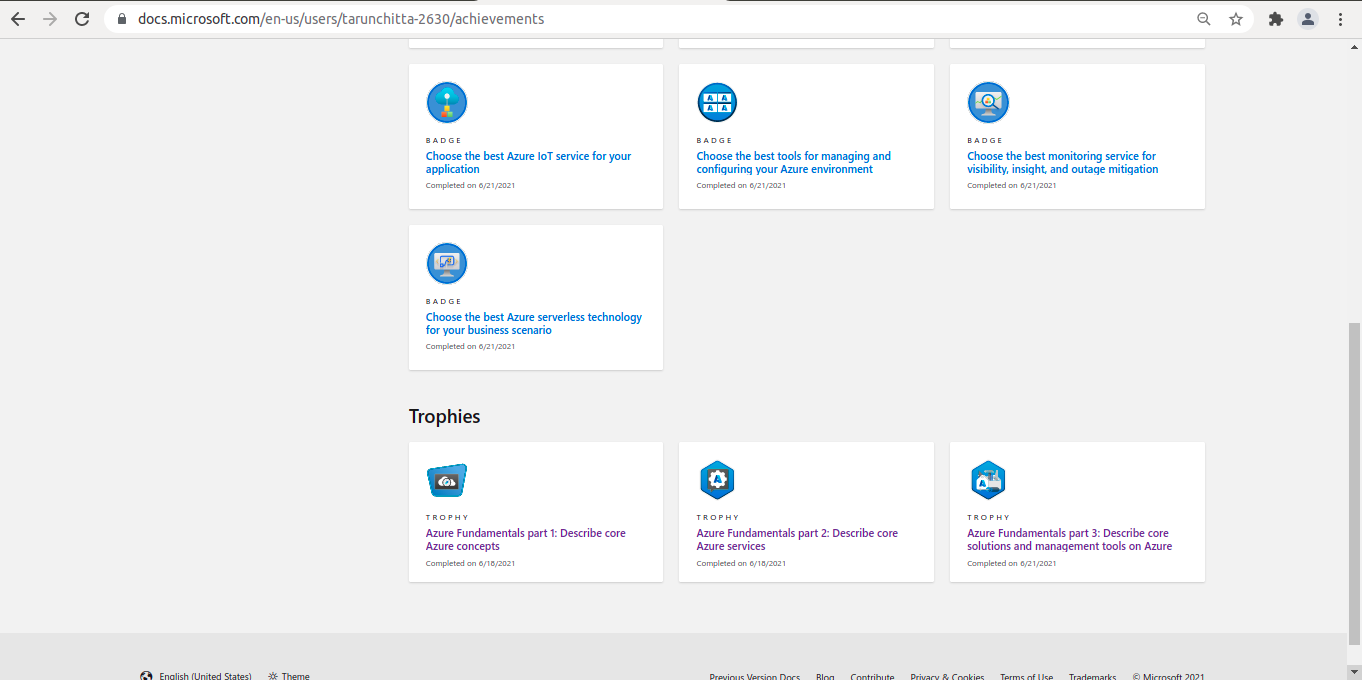 docs.microsoft.com/en-us/users/tarunchitta-2630/achievements
BADGE
Choose the best Azure IoT service for your
application
Completed on 6/21/2021
BADGE
Choose the best tools for managing and
configuring your Azure environment
Completed on 6/21/2021
BADGE
Choose the best monitoring service for
visibility, insight, and outage mitigation
Completed on 6/21/2021
BADGE
Choose the best Azure serverless technology
for your business scenario
Completed on 6/21/2021
Trophies
TROPHY
Azure Fundamentals part 1: Describe core
Azure concepts
Completed on 6/16/2021
TROPHY
Azure Fundamentals part 2: Describe core
Azure services
Completed on 6/18/2021
TROPHY
Azure Fundamentals part 3: Describe core
solutions and management tools on Azure
Completed on 6/21/2021
English (United States)
Theme
Previous Version Docs
Blog
Contribute
Privacy & Cookies
Terms of Use
Trademarks
© Microsoft 2021